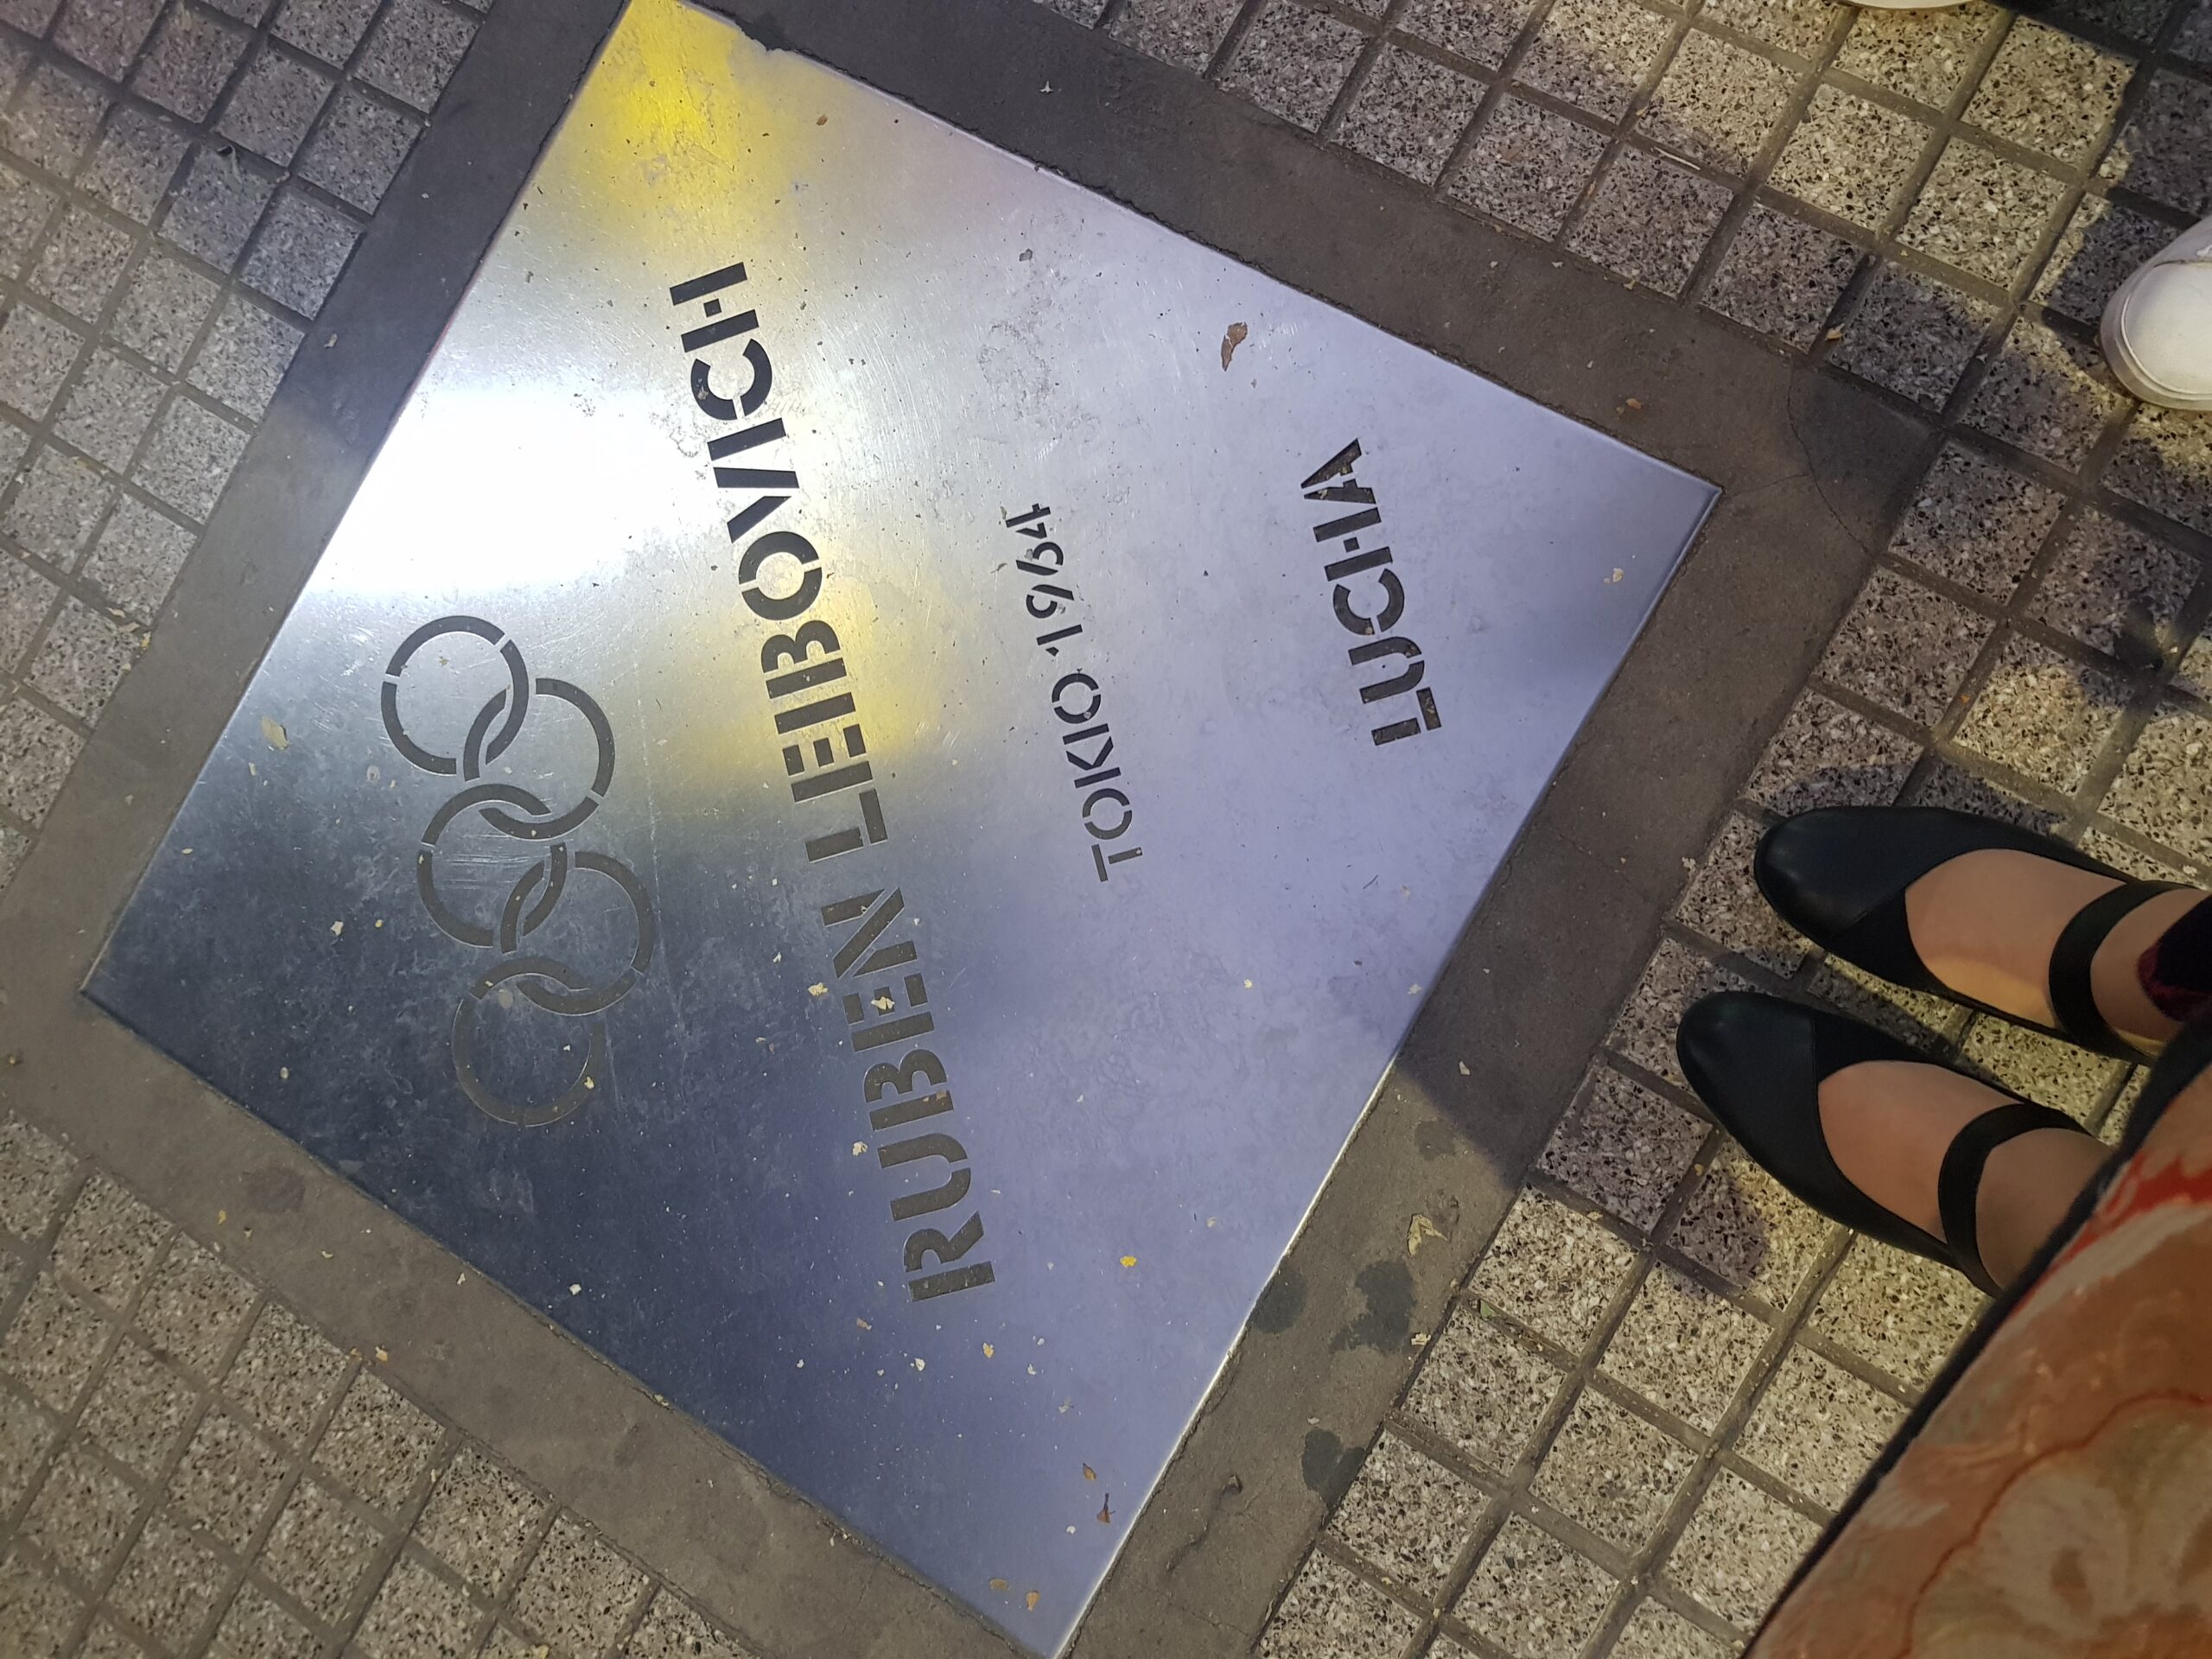 RUBEN LEIBOVICH
TOKIO 1964
LUCHA